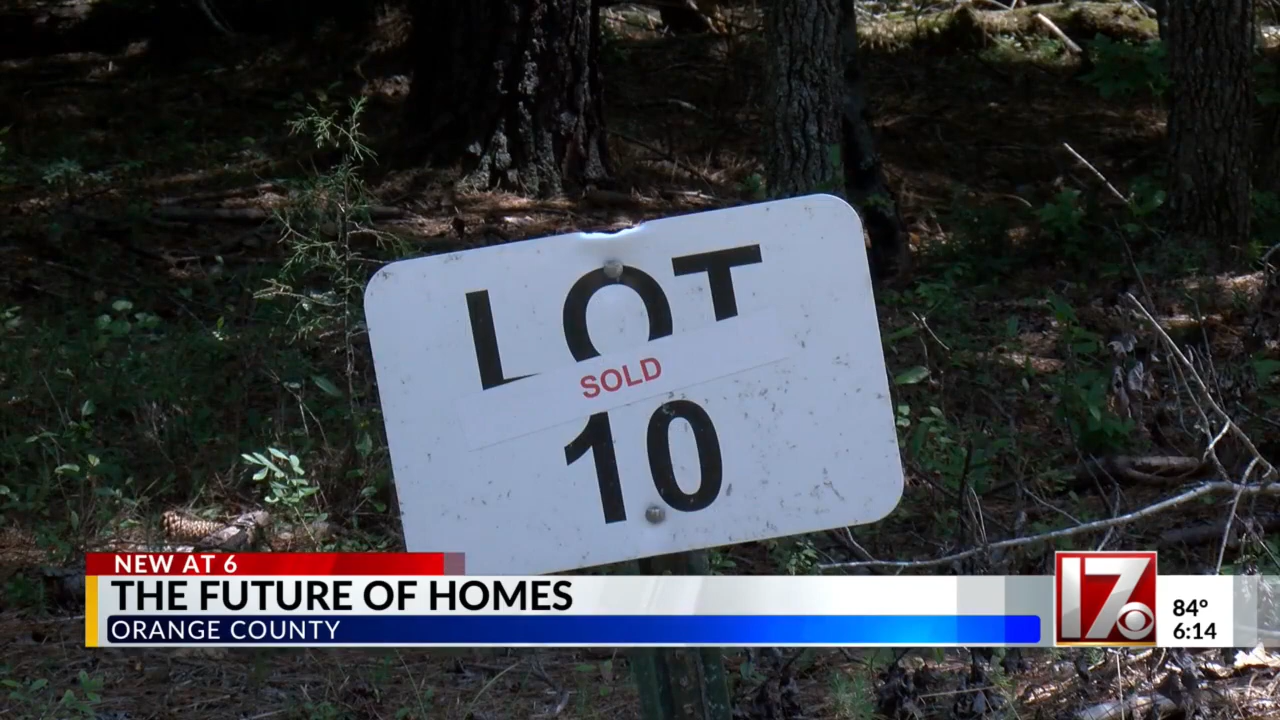 LOT
SOLD
10
NEW AT 6
THE FUTURE OF HOMES
ORANGE COUNTY
17
84°
6:14